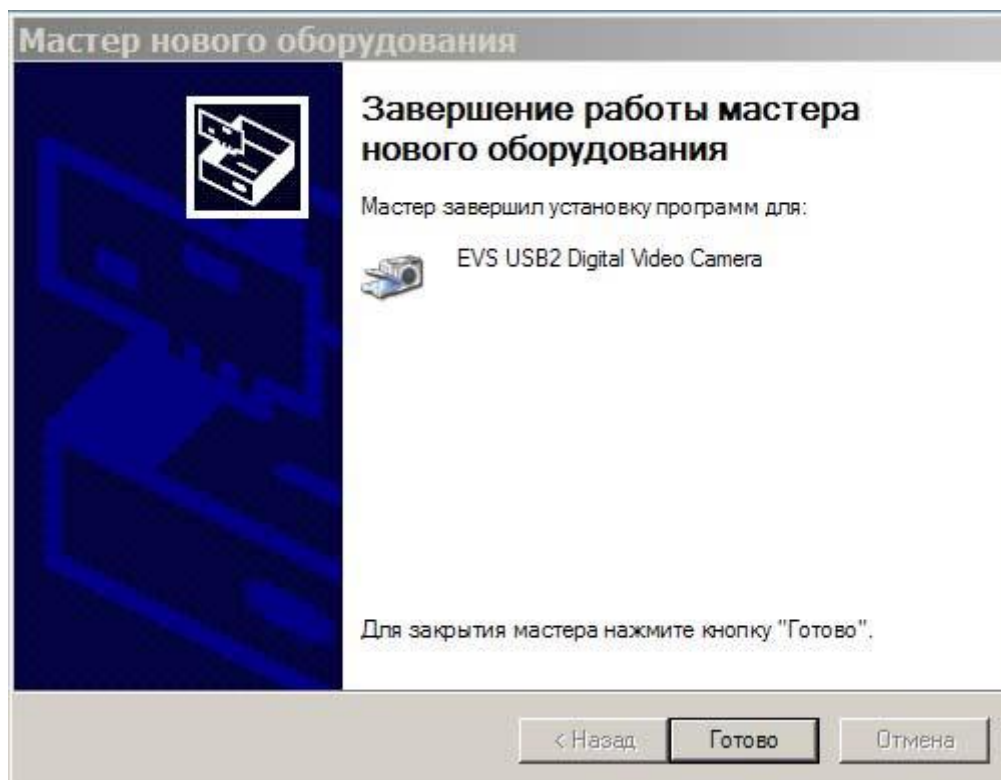 Мастер нового оборудования
Завершение работы мастера
нового оборудования
Мастер завершил установку программ для:
EVS USB2 Digital Video Camera
Для закрытия мастера нажмите кнопку "Готово".
< Назад
Готово
Отмена